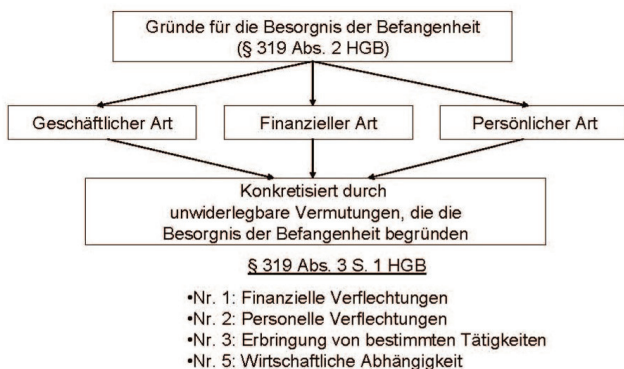 Gründe für die Besorgnis der Befangenheit
(§ 319 Abs. 2 HGB)
Geschäftlicher Art
Finanzieller Art
Persönlicher Art
Konkretisiert durch
unwiderlegbare Vermutungen, die die
Besorgnis der Befangenheit begründen
§ 319 Abs. 3 S. 1 HGB
•Nr. 1: Finanzielle Verflechtungen
•Nr. 2: Personelle Verflechtungen
•Nr. 3: Erbringung von bestimmten Tätigkeiten
•Nr. 5: Wirtschaftliche Abhängigkeit